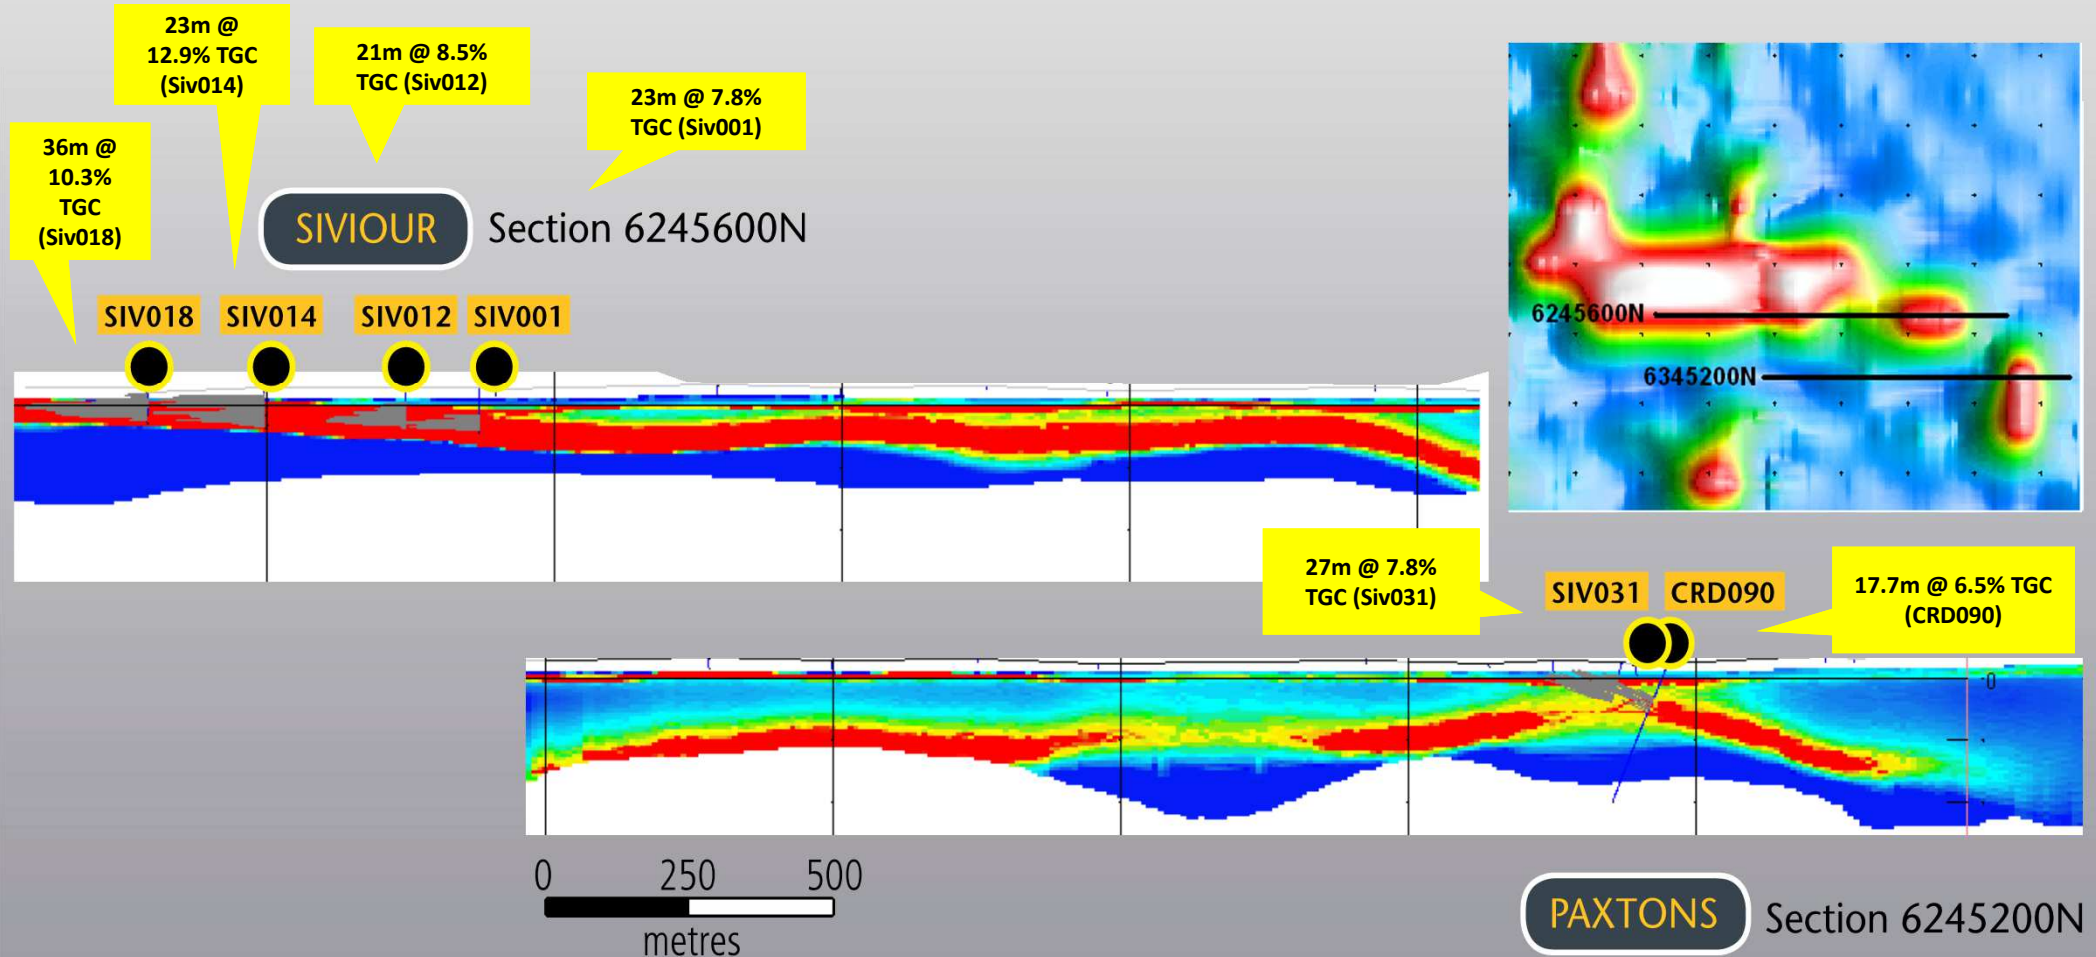 23m @
12.9% TGC
(Siv014)
21m @ 8.5%
TGC (Siv012)
23m @ 7.8%
TGC (Siv001)
36m @
10.3%
TGC
(Siv018)
SIVIOUR
Section 6245600N
SIV018
SIV014
SIV012
SIV001
6245600N
6345200N
27m @ 7.8%
TGC (Siv031)
SIV031
CRD090
17.7m @ 6.5% TGC
(CRD090)
0
0 250 500
metres
PAXTONS
Section 6245200N